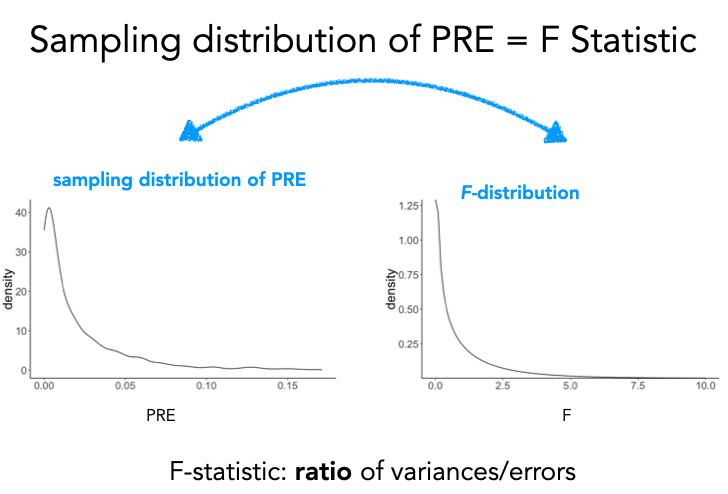 Sampling distribution of PRE = F Statistic
sampling distribution of PRE
F-distribution
density
40
30
20
10
0
0.00 0.05 0.10 0.15
PRE
density
1.25
1.00
0.75
0.50
0.25
0.0 2.5 5.0 7.5 10.0
F
F-statistic: ratio of variances/errors